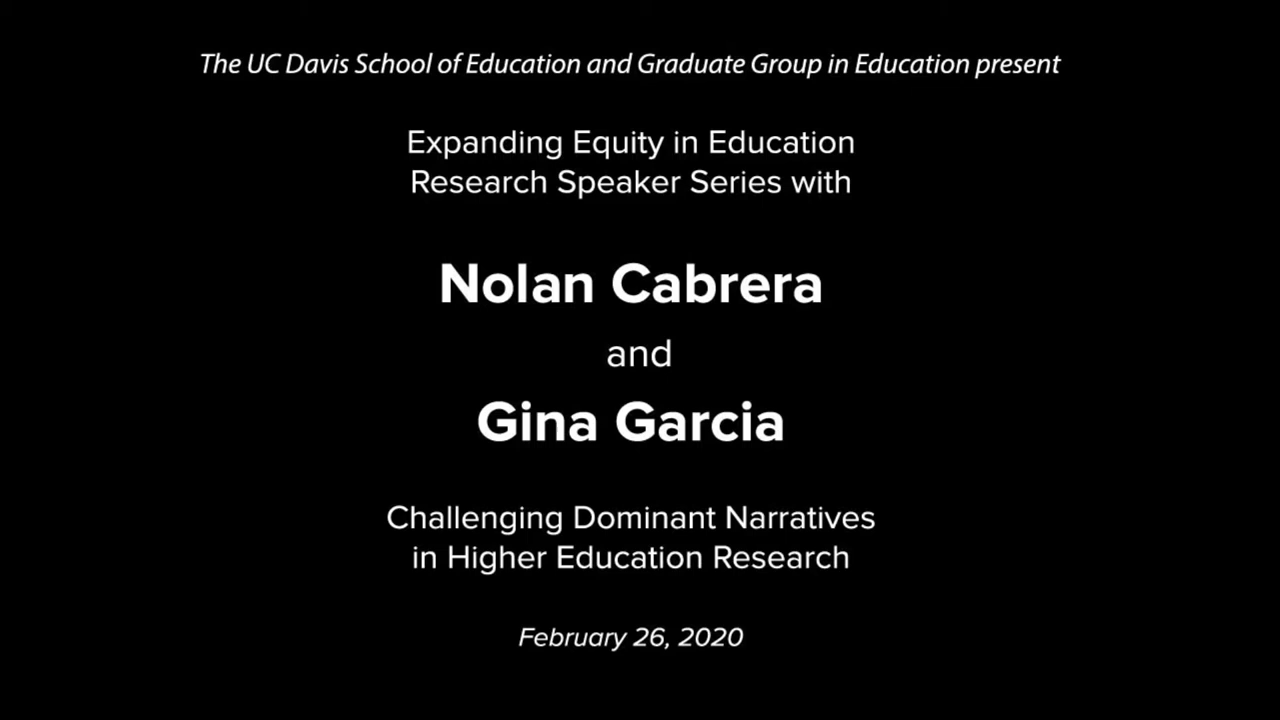 The UC Davis School of Education and Graduate Group in Education present
Expanding Equity in Education
Research Speaker Series with
Nolan Cabrera
and
Gina Garcia
Challenging Dominant Narratives
in Higher Education Research
February 26, 2020